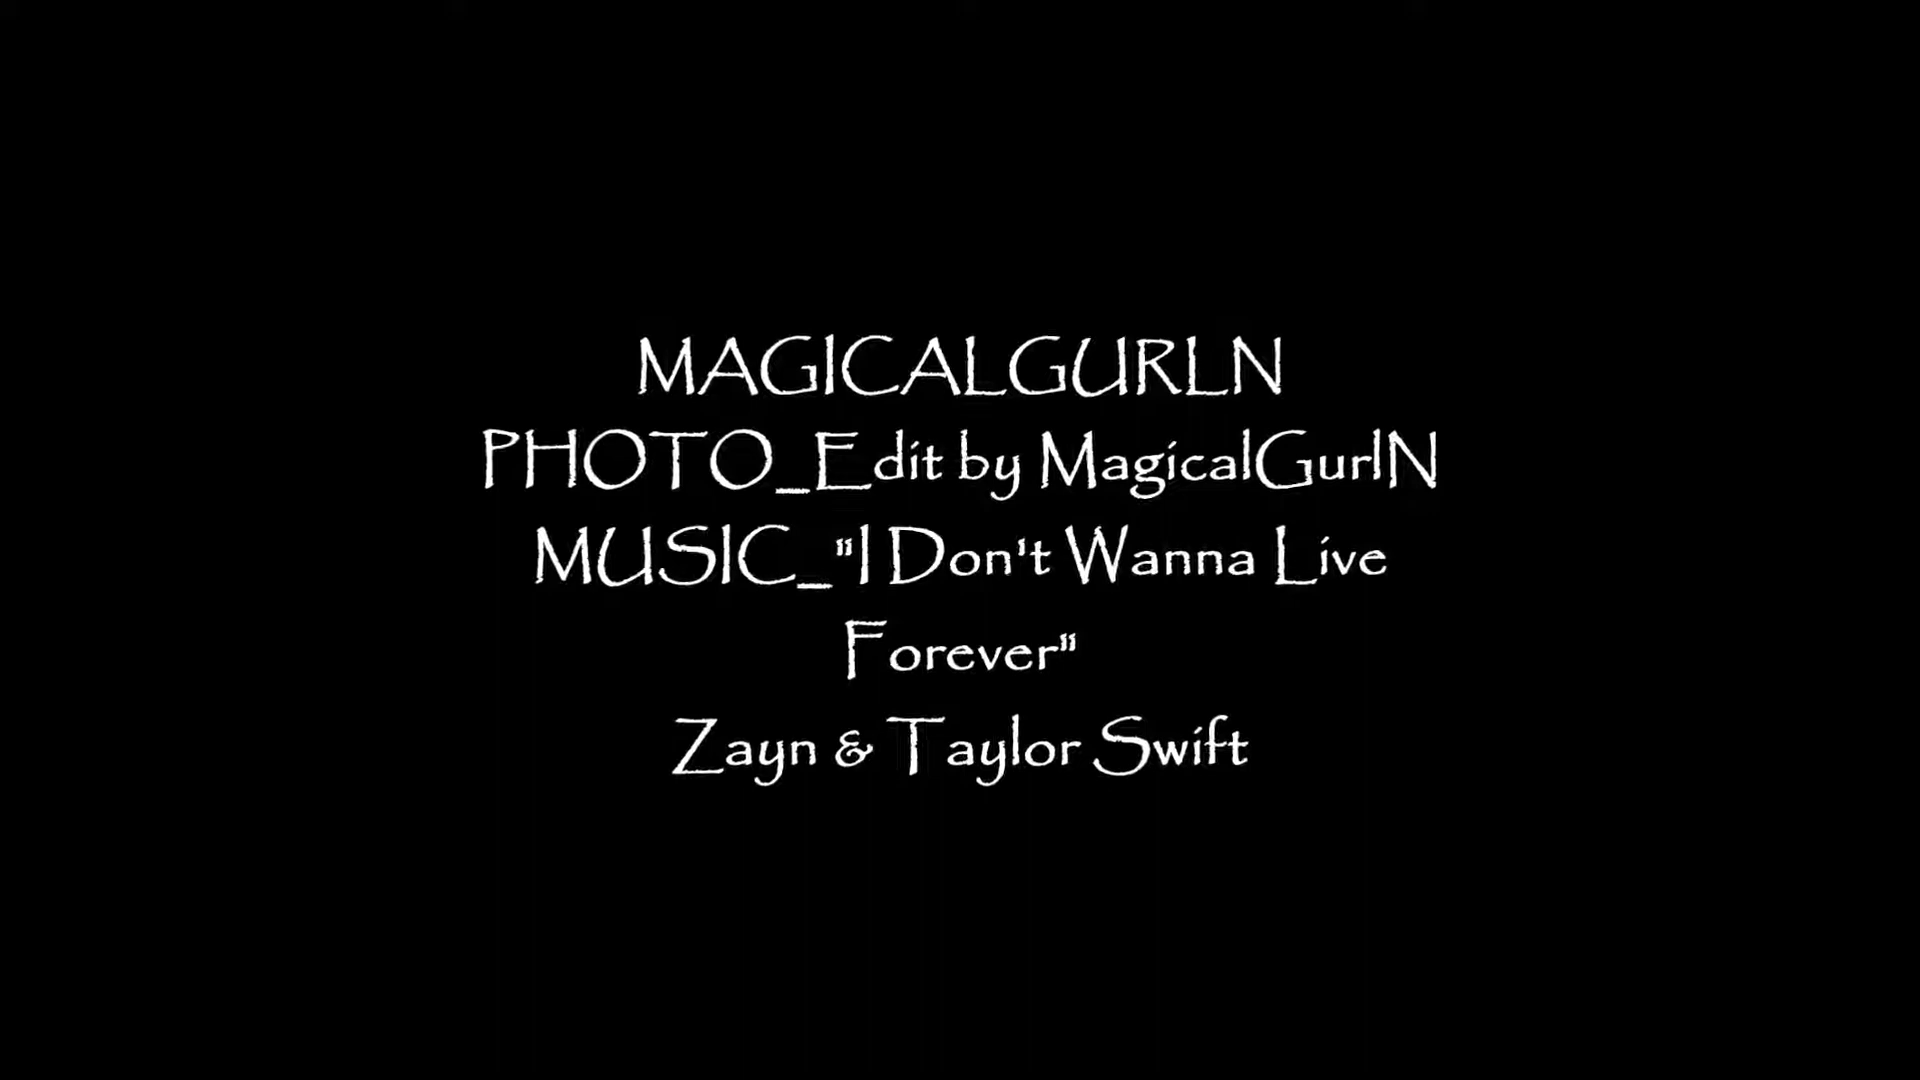 MAGICALGURLN
PHOTO_Edit by MagicalGurlN
MUSIC_"I Don't Wanna Live
Forever"
Zayn & Taylor Swift